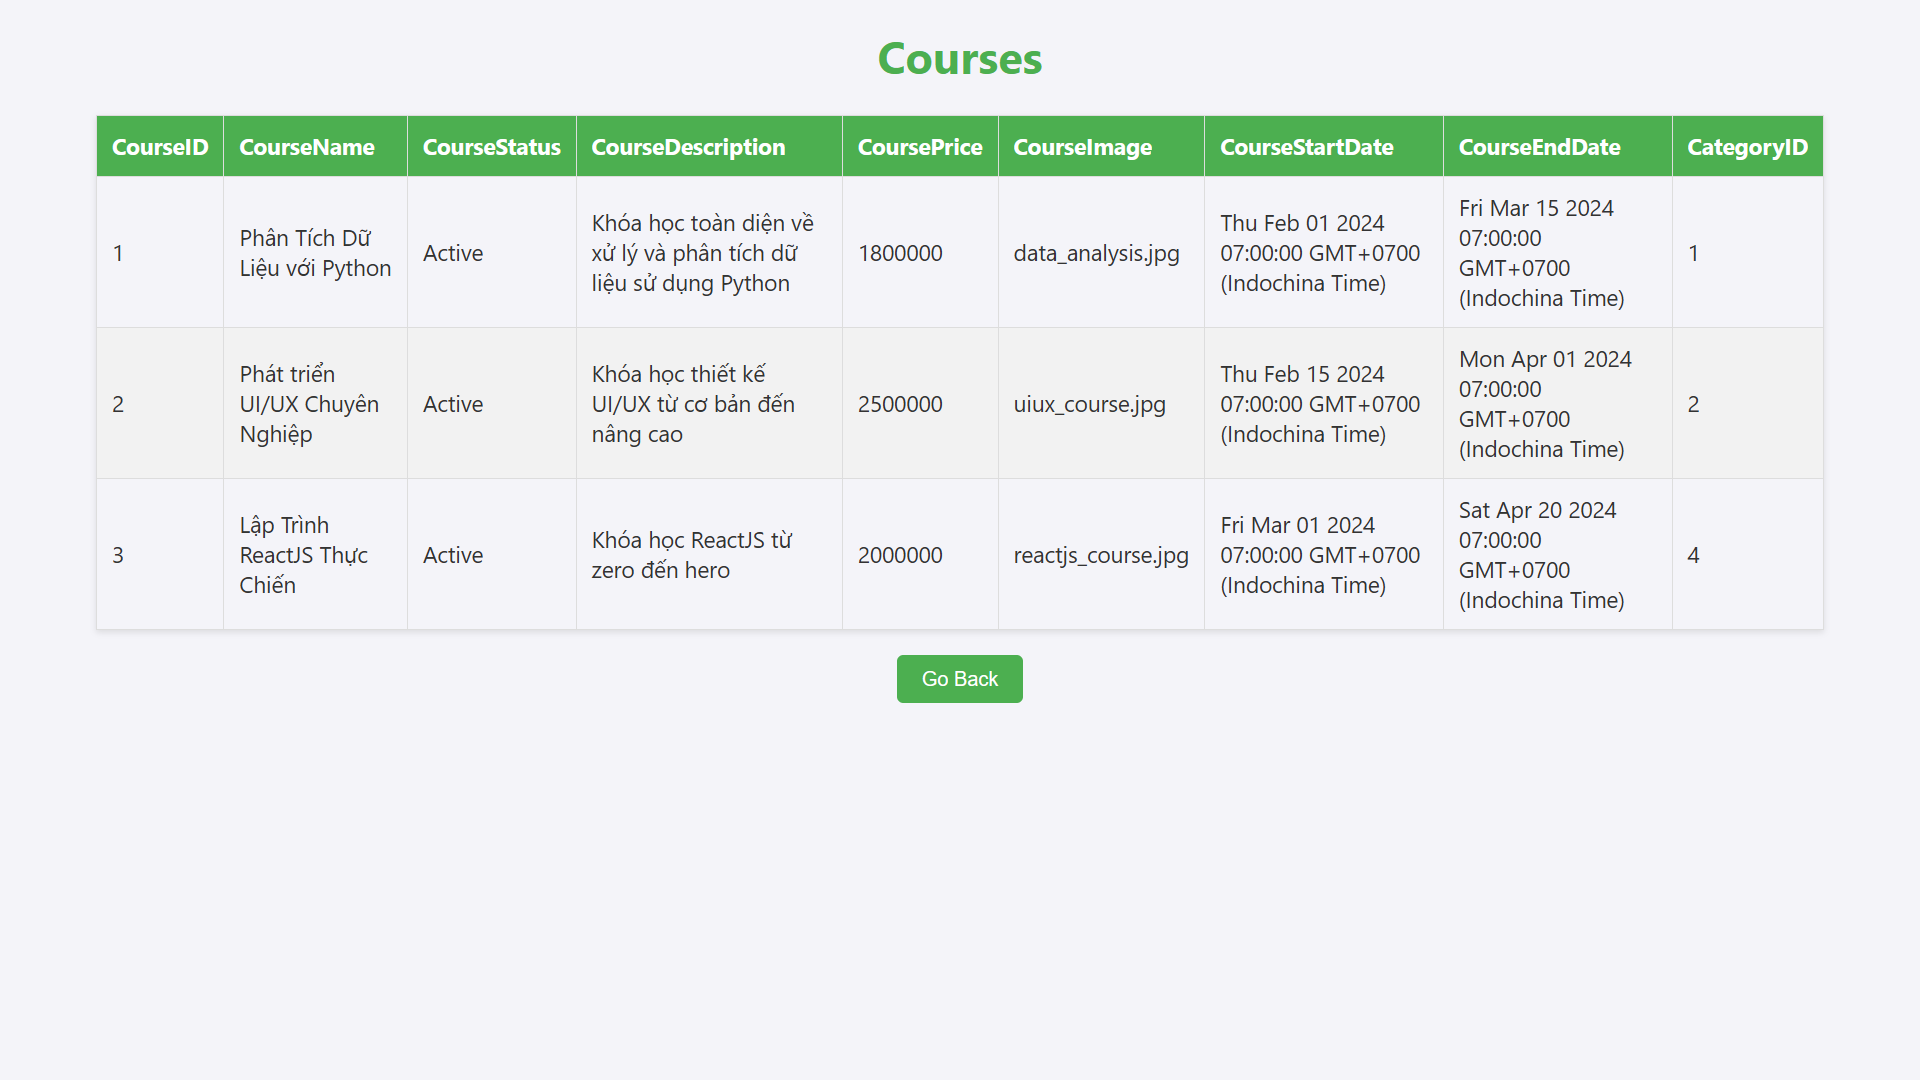 Courses
CourseID CourseName CourseStatus CourseDescription CoursePrice CourseImage CourseStartDate CourseEndDate CategoryID
1
Phân Tích Dữ
Liệu với Python
Active
Khóa học toàn diện về
xử lý và phân tích dữ
liệu sử dụng Python
1800000
data_analysis.jpg
Thu Feb 01 2024
07:00:00 GMT+0700
(Indochina Time)
Fri Mar 15 2024
07:00:00
GMT+0700
(Indochina Time)
1
2
Phát triển
UI/UX Chuyên
Nghiệp
Active
Khóa học thiết kế
UI/UX từ cơ bản đến
nâng cao
2500000
uiux_course.jpg
Thu Feb 15 2024
07:00:00 GMT+0700
(Indochina Time)
Mon Apr 01 2024
07:00:00
GMT+0700
(Indochina Time)
2
3
Lập Trình
ReactJS Thực
Chiến
Active
Khóa học ReactJS từ
zero đến hero
2000000
reactjs_course.jpg
Fri Mar 01 2024
07:00:00 GMT+0700
(Indochina Time)
Sat Apr 20 2024
07:00:00
GMT+0700
(Indochina Time)
4
Go Back